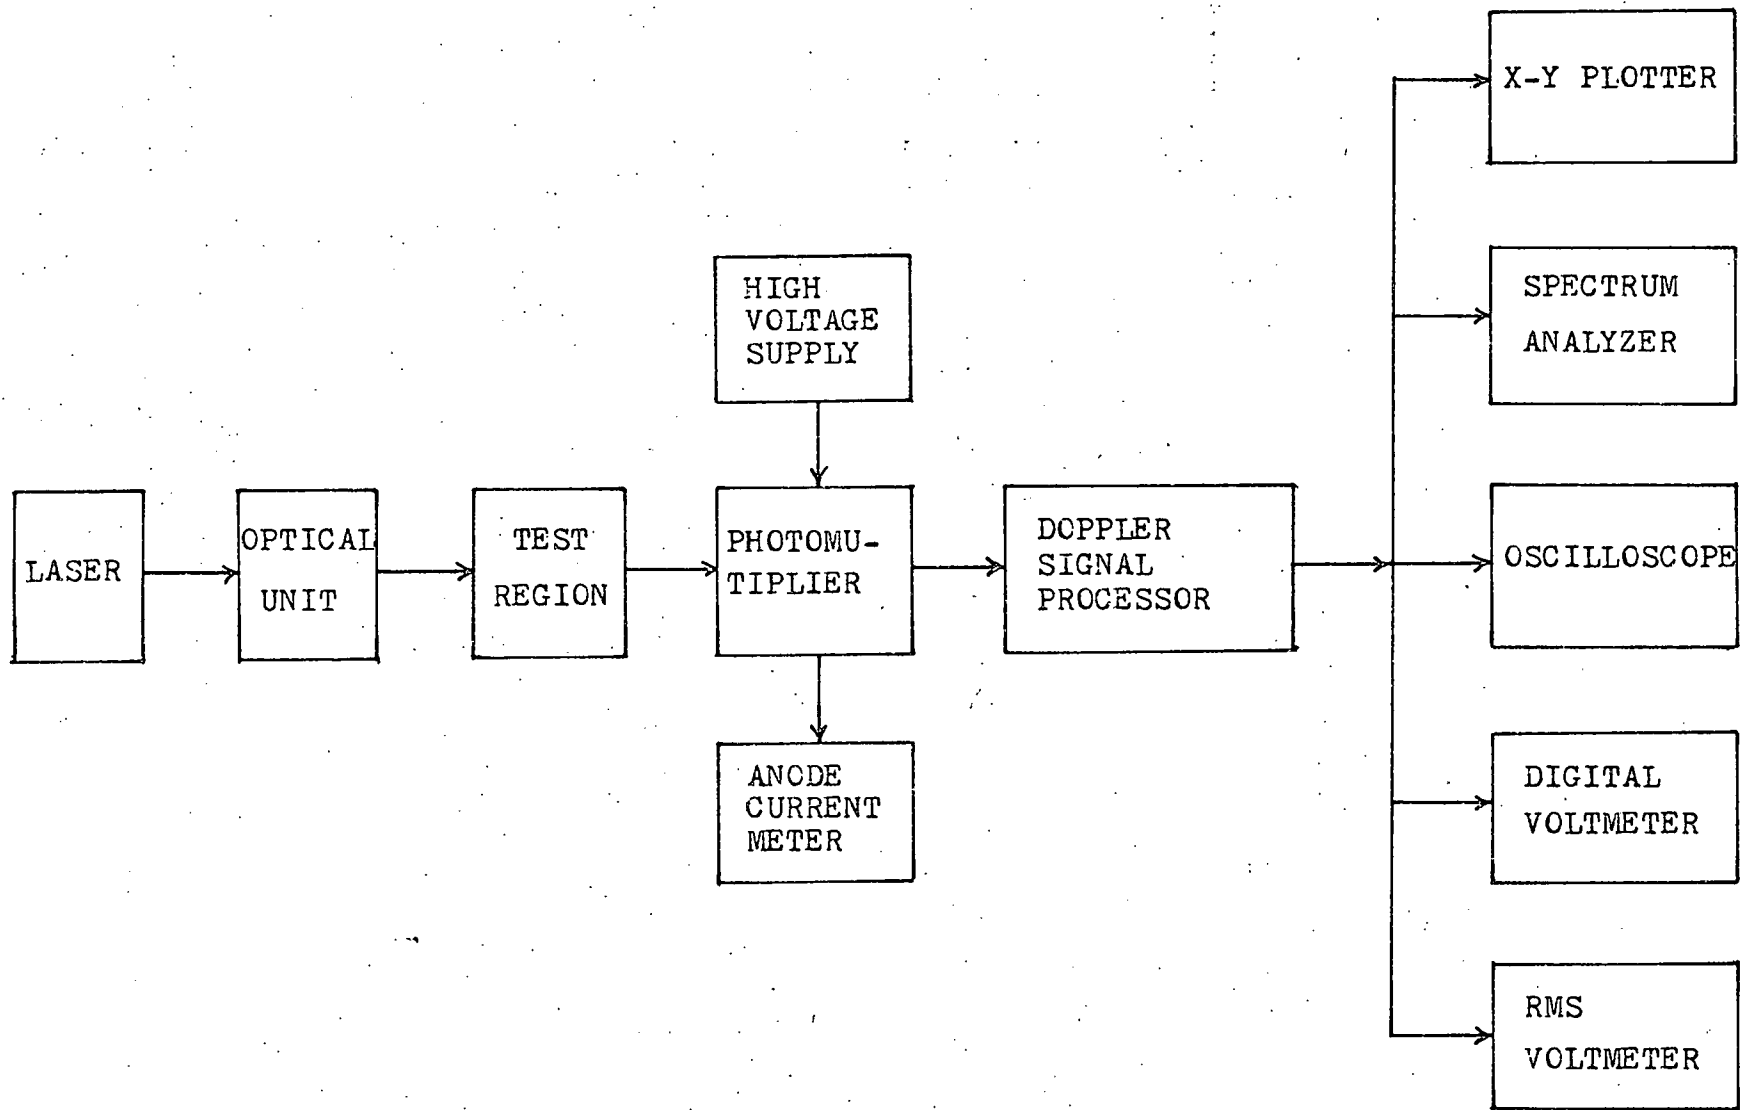 X-Y PLOTTER
HIGH
VOLTAGE
SUPPLY
SPECTRUM
ANALYZER
LASER
OPTICAL
UNIT
TEST
REGION
PHOTOMU-
TIPLIER
DOPPLER
SIGNAL
PROCESSOR
OSCILLOSCOPE
ANODE
CURRENT
METER
DIGITAL
VOLTMETER
RMS
VOLTMETER